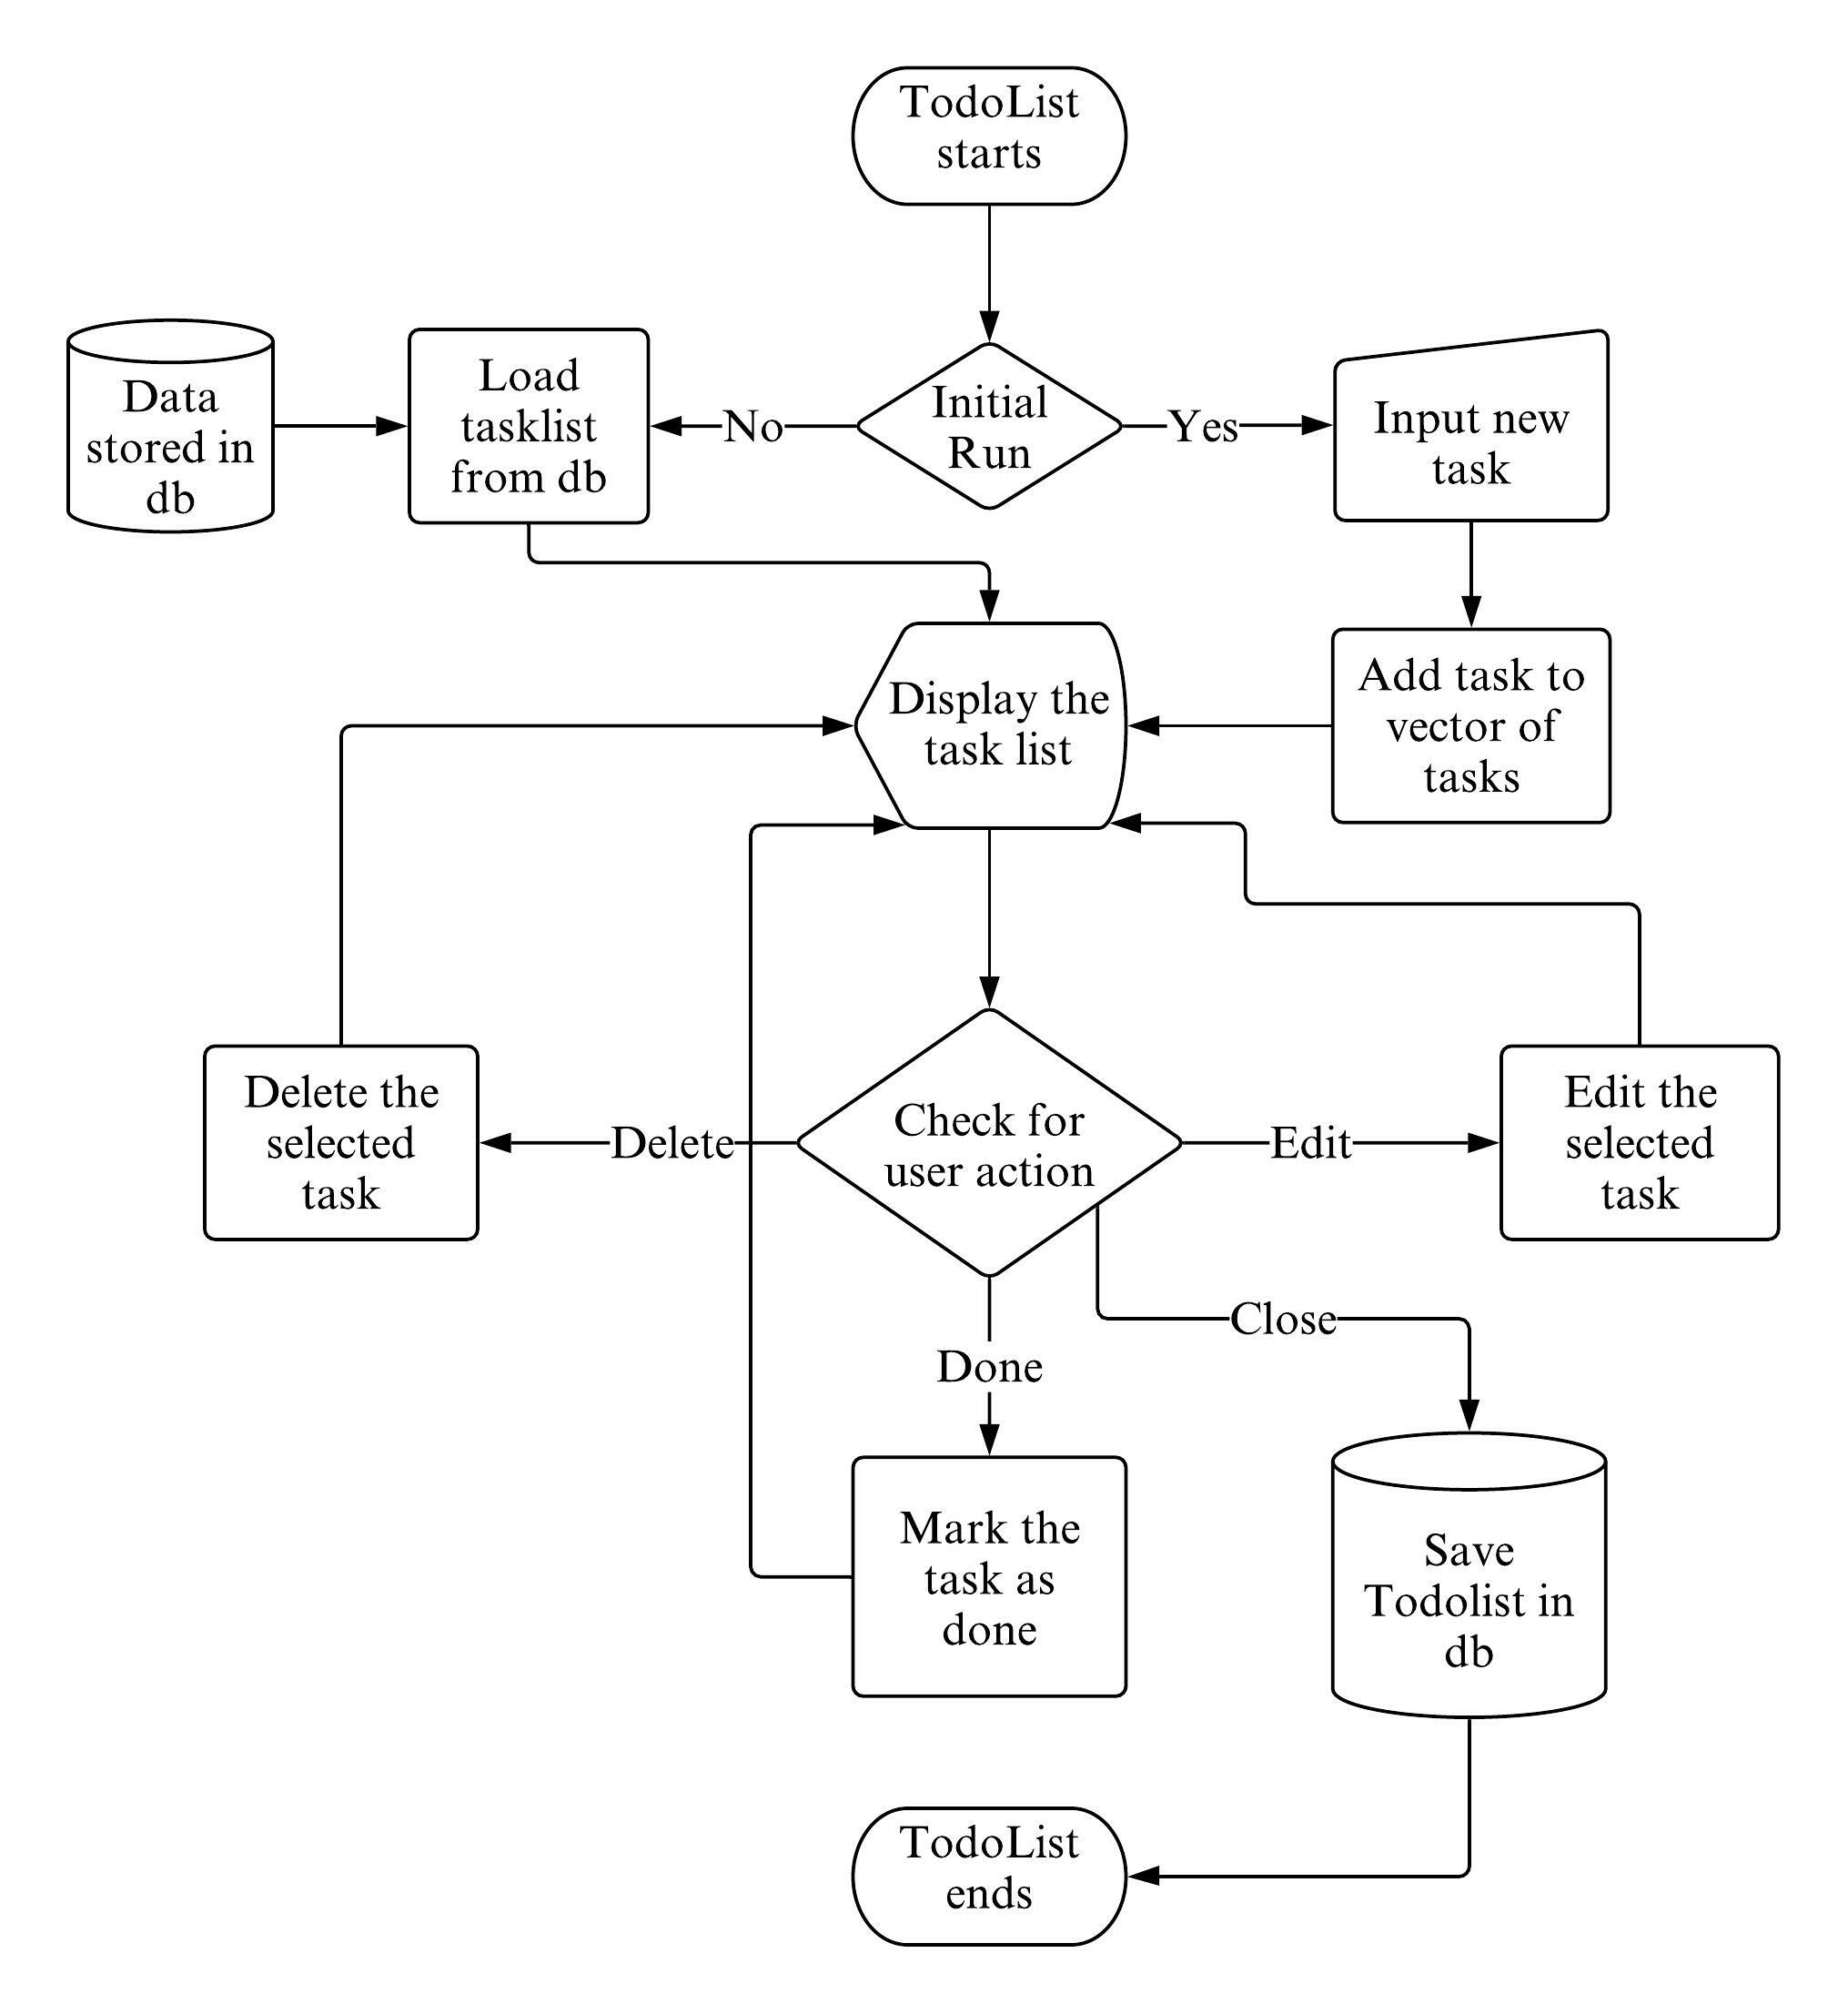 TodoList
starts
Data
stored in
db
Load
tasklist
from db
No
Initial
Run
Yes
Input new
task
Display the
task list
Add task to
vector of
tasks
Delete the
selected
task
Delete
Check for
user action
Edit
Edit the
selected
task
Close
Done
Mark the
task as
done
Save
Todolist in
db
TodoList
ends